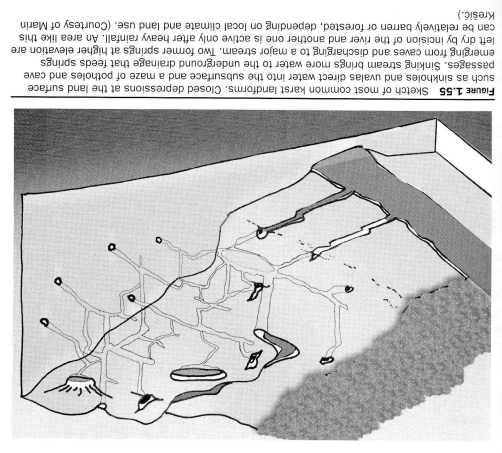 FIGURE 1.55 Sketch of most common karst landforms. Closed depressions at the land surface
such as sinkholes and uvalas direct water into the subsurface and a maze of potholes and cave
passages. Sinking stream brings more water to the underground drainage that feeds springs
emerging from caves and discharging to a major stream. Two former springs at higher elevation are
left dry by incision of the river and another one is active only after heavy rainfall. An area like this
can be relatively barren or forested, depending on local climate and land use. (Courtesy of Marin
Krešić.)